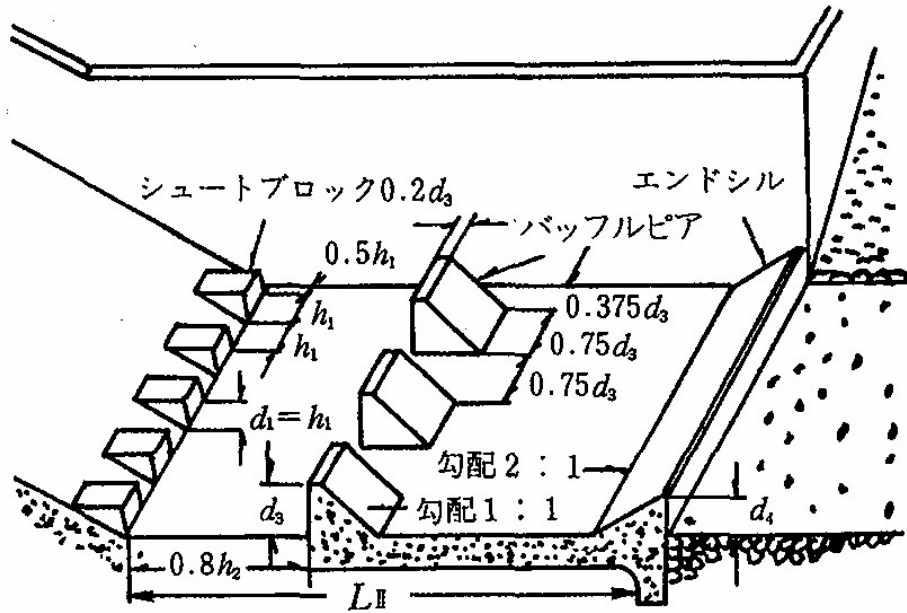 シュートブロック0.2d₃
エンドシル
バッフルピア
0.5h₁
h₁
h₁
0.375d₃
0.75d₃
0.75d₃
d₁=h₁
勾配2:1
勾配1:1
d₃
d₄
0.8h₂
LⅡ